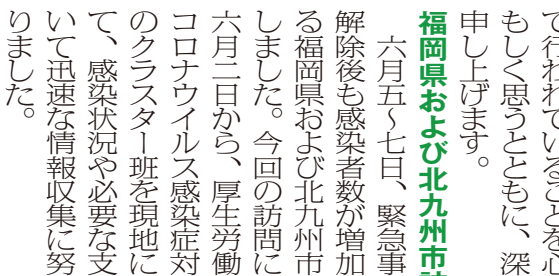 て行われていることを心
もしく思うとともに、深
申し上げます。
福岡県および北九州市
六月五～七日、緊急事
解除後も感染者数が増加
る福岡県および北九州市
しました。今回の訪問に
六月二日から、厚生労働
コロナウイルス感染症対
のクラスター班を現地に
て、感染状況や必要な支
いて迅速な情報収集に努
りました。